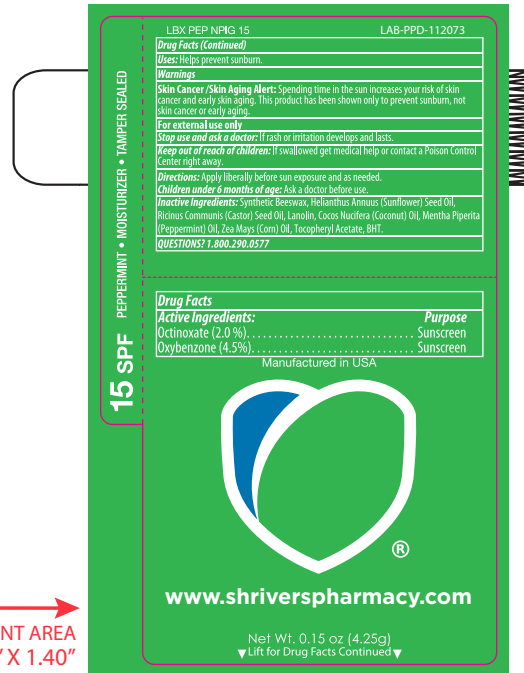 LBX PEP NPIG 15 LAB-PPD-112073
Drug Facts (Continued)
Uses: Helps prevent sunburn.
Warnings
Skin Cancer /Skin Aging Alert: Spending time in the sun increases your risk of skin
cancer and early skin aging. This product has been shown only to prevent sunburn, not
skin cancer or early aging.
For external use only
Stop use and ask a doctor: If rash or irritation develops and lasts.
Keep out of reach of children: If swallowed get medical help or contact a Poison Control
Center right away.
Directions: Apply liberally before sun exposure and as needed.
Children under 6 months of age: Ask a doctor before use.
Inactive Ingredients: Synthetic Beeswax, Helianthus Annuus (Sunflower) Seed Oil,
Ricinus Communis (Castor) Seed Oil, Lanolin, Cocos Nucifera (Coconut) Oil, Mentha Piperita
(Peppermint) Oil, Zea Mays (Corn) Oil, Tocopheryl Acetate, BHT.
QUESTIONS? 1.800.290.0577
15 SPF PEPPERMINT • MOISTURIZER • TAMPER SEALED
Drug Facts
Active Ingredients: Purpose
Octinoxate (2.0 %)............................... Sunscreen
Oxybenzone (4.5%).............................. Sunscreen
Manufactured in USA
®
www.shriverspharmacy.com
Net Wt. 0.15 oz (4.25g)
▼Lift for Drug Facts Continued▼
NT AREA
" X 1.40"